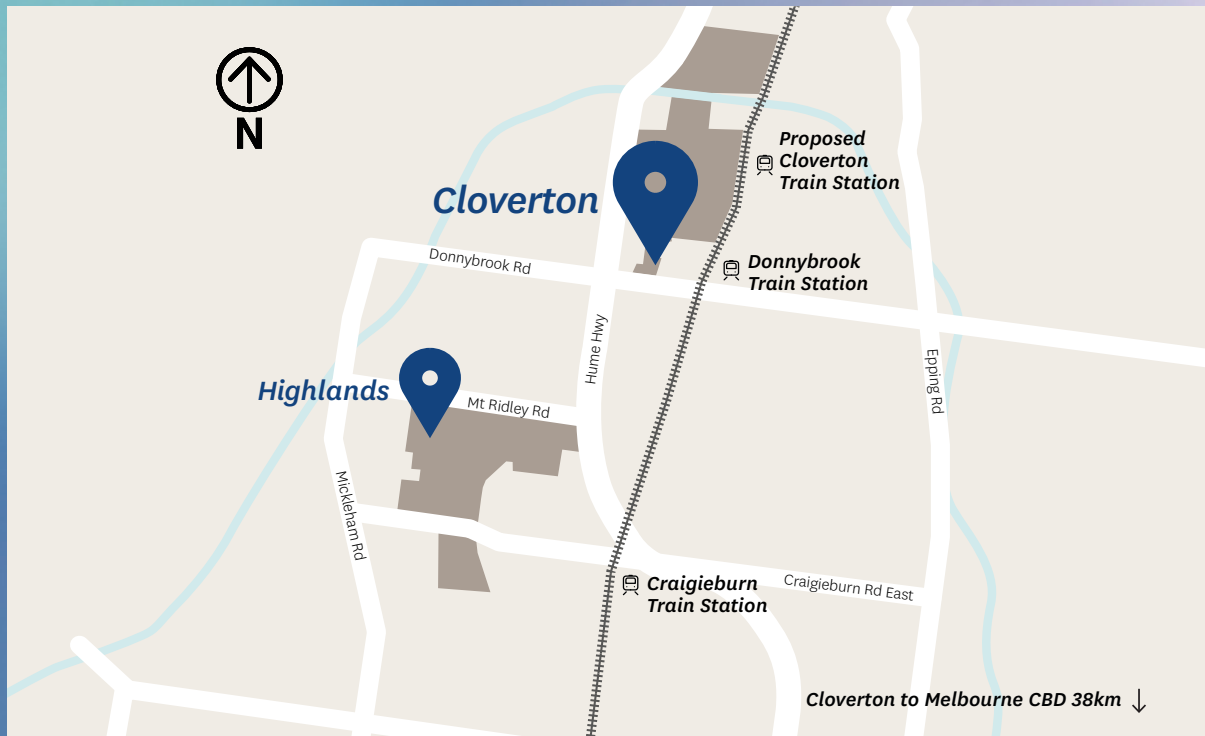 N
Proposed
Cloverton
Train Station
Cloverton
Donnybrook Rd
Donnybrook
Train Station
Hume Hwy
Epping Rd
Highlands
Mt Ridley Rd
Mickleham Rd
Craigieburn
Train Station
Craigieburn Rd East
Cloverton to Melbourne CBD 38km